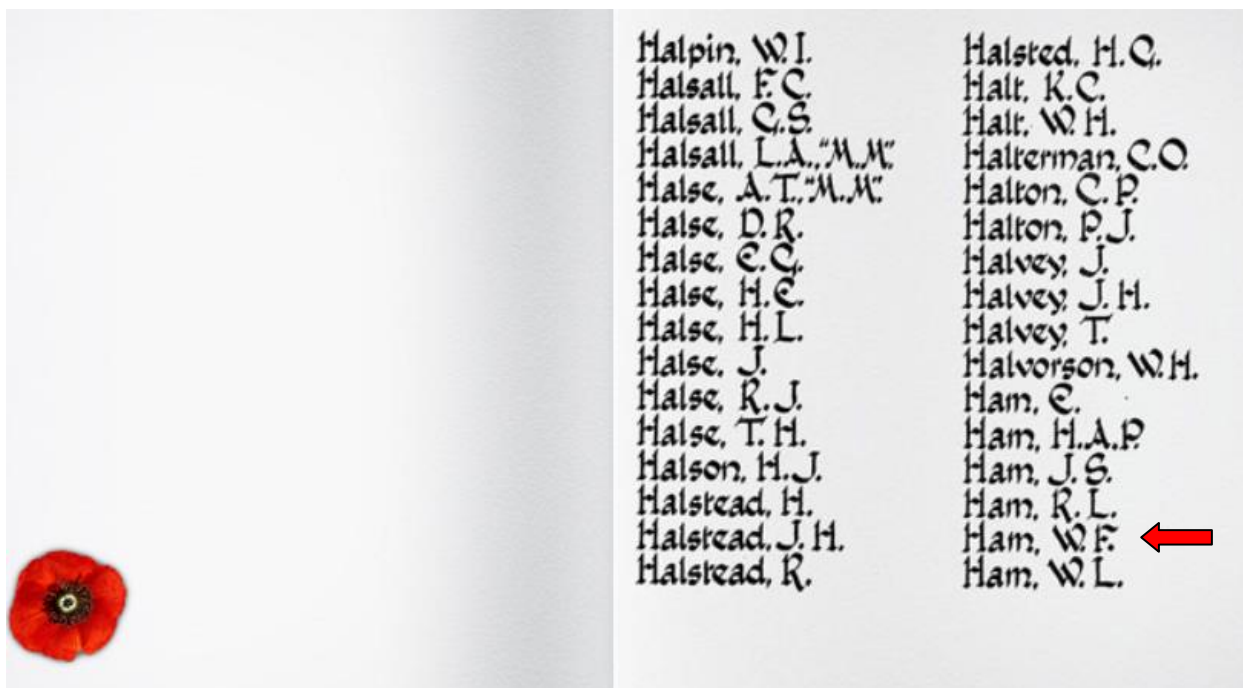 Halpin, W. I.
Halsall, F. C.
Halsall, G. S.
Halsall, L. A., "M.M."
Halse, A. T., "M.M."
Halse, D. R.
Halse, E. G.
Halse, H. E.
Halse, H. L.
Halse, J.
Halse, R. J.
Halse, T. H.
Halson, H. J.
Halstead, H.
Halstead, J. H.
Halstead, R.
Halsted, H. G.
Halt, K. C.
Halt, W. H.
Halterman, C. O.
Halton, C. P.
Halton, P. J.
Halvey, J.
Halvey, J. H.
Halvey, T.
Halvorson, W. H.
Ham, E.
Ham, H. A. P.
Ham, J. S.
Ham, R. L.
Ham, W. F.
Ham, W. L.